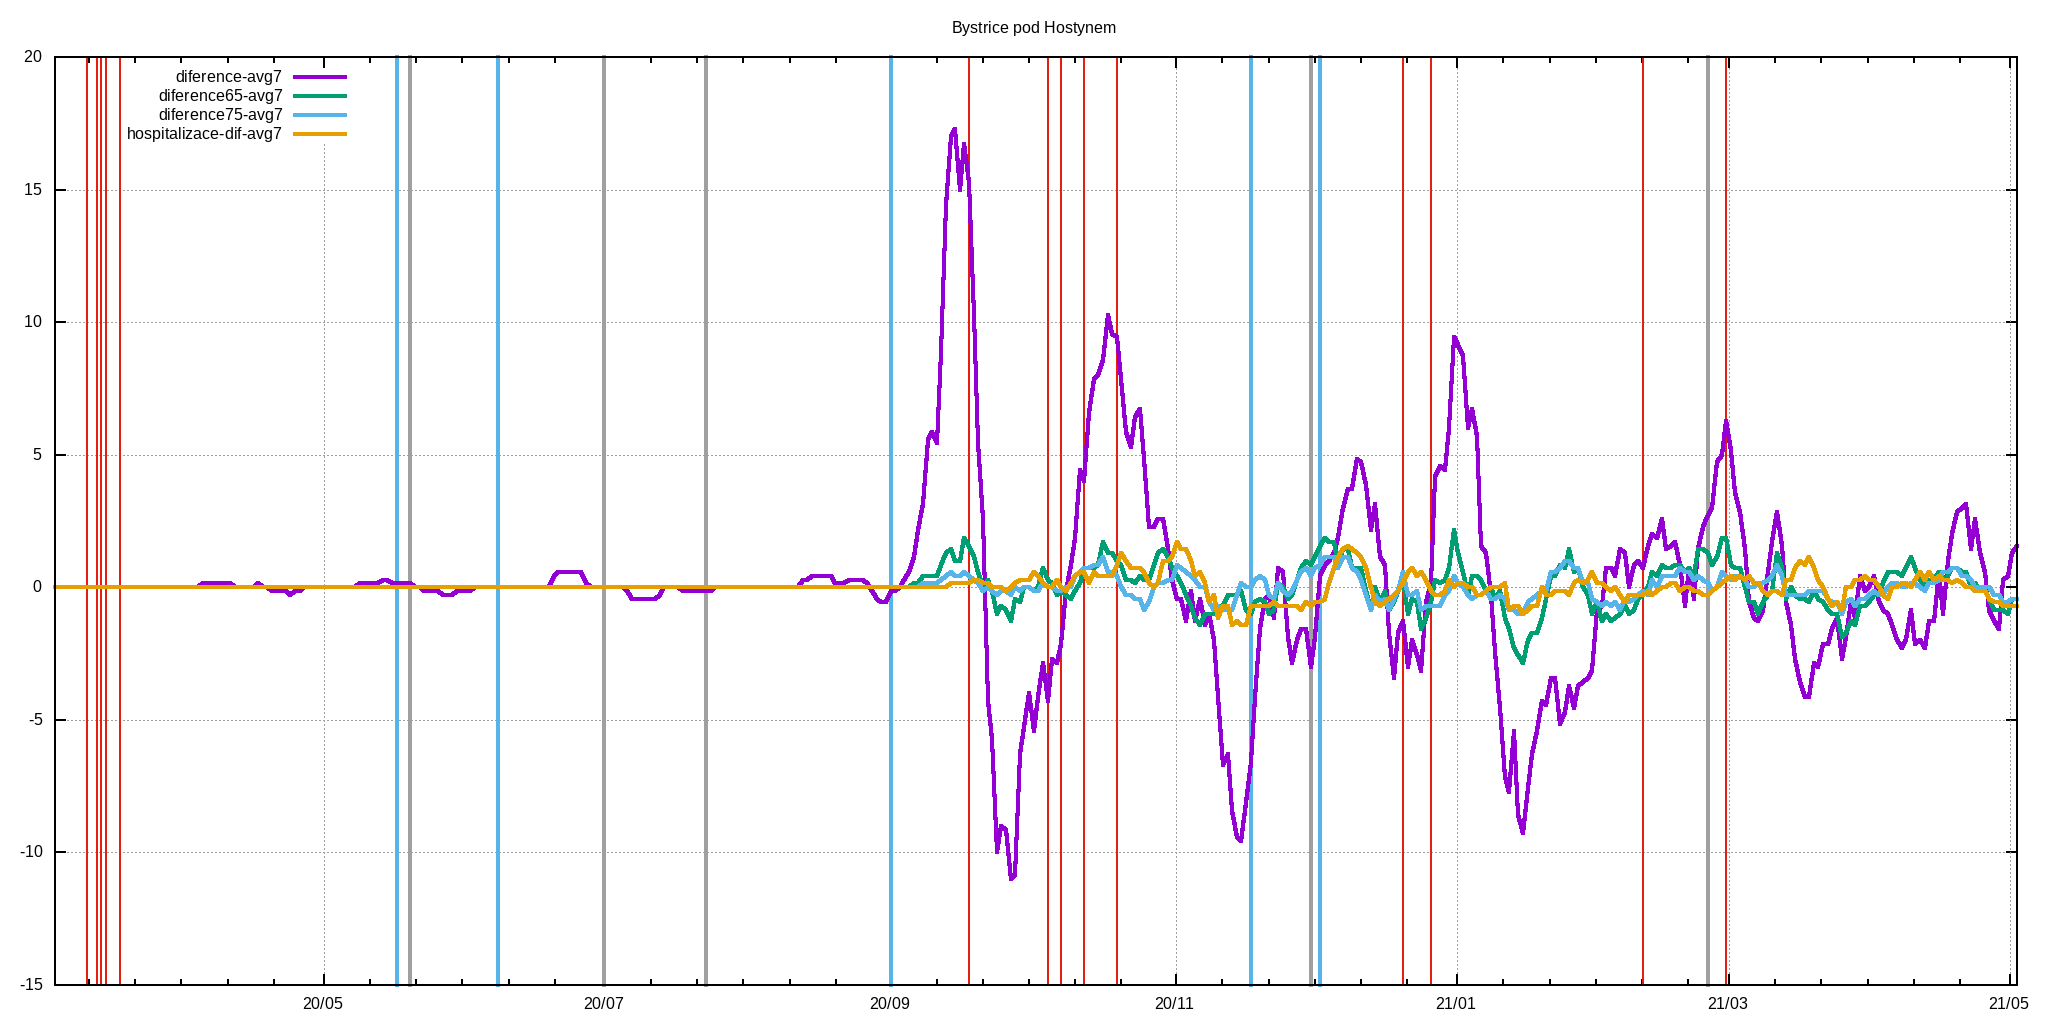 Bystrice pod Hostynem
20
diference-avg7
diference65-avg7
diference75-avg7
hospitalizace-dif-avg7
15
10
5
0
-5
-10
-15
20/05 20/07 20/09 20/11 21/01 21/03 21/05